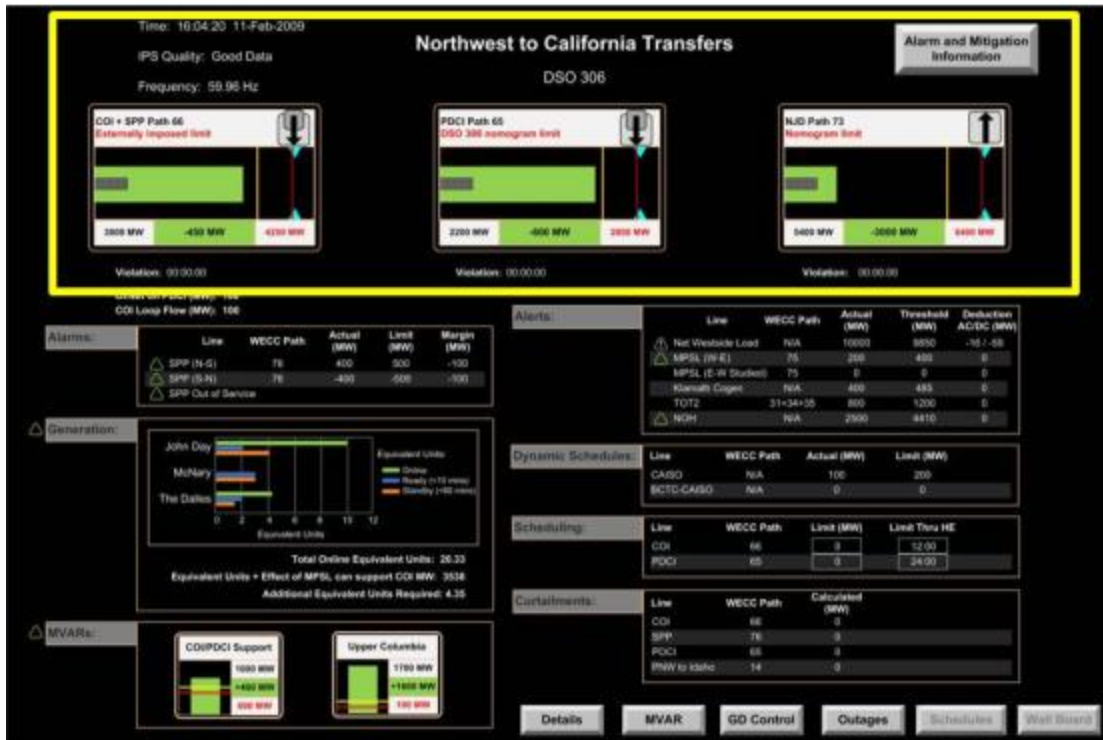 Time: 16:04:20 11-Feb-2009
IPS Quality: Good Data
Frequency: 59.96 Hz
Northwest to California Transfers
DSO 306
Alarm and Mitigation
Information
COI + SPP Path 66
Externally imposed limit
3800 MW -450 MW 4250 MW
Violation: 00:00:00
PDCI Path 65
DSO 306 nomogram limit
2200 MW -600 MW 2800 MW
Violation: 00:00:00
NJD Path 73
Nomogram limit
5400 MW -3000 MW 8400 MW
Violation: 00:00:00
COI Loop Flow (MW): 100
Alarms:
Line WECC Path Actual (MW) Limit (MW) Margin (MW)
SPP (N-S) 76 400 500 -100
SPP (S-N) 76 -400 -500 -100
SPP Out of Service
Generation:
John Day
McNary
The Dalles
0 2 4 6 8 10 12
Equivalent Units
Equivalent Units
Online
Ready (<10 mins)
Standby (<60 mins)
Total Online Equivalent Units: 20.33
Equivalent Units + Effect of MPSL can support COI MW: 3538
Additional Equivalent Units Required: 4.35
MVARs:
COI/PDCI Support
1000 MW
+400 MW
600 MW
Upper Columbia
1700 MW
+1600 MW
100 MW
Alerts:
Line WECC Path Actual (MW) Threshold (MW) Deduction AC/DC (MW)
Net Westside Load N/A 10000 9850 -16 / -58
MPSL (W-E) 75 200 400 0
MPSL (E-W Studied) 75 0 0 0
Klamath Cogen N/A 400 485 0
TOT2 31+34+35 800 1200 0
NOH N/A 2500 4410 0
Dynamic Schedules:
Line WECC Path Actual (MW) Limit (MW)
CAISO N/A 100 200
BCTC-CAISO N/A 0 0
Scheduling:
Line WECC Path Limit (MW) Limit Thru HE
COI 66 0 12:00
PDCI 65 0 24:00
Curtailments:
Line WECC Path Calculated (MW)
COI 66 0
SPP 76 0
PDCI 65 0
PNW to Idaho 14 0
Details MVAR GD Control Outages Schedules Wall Board